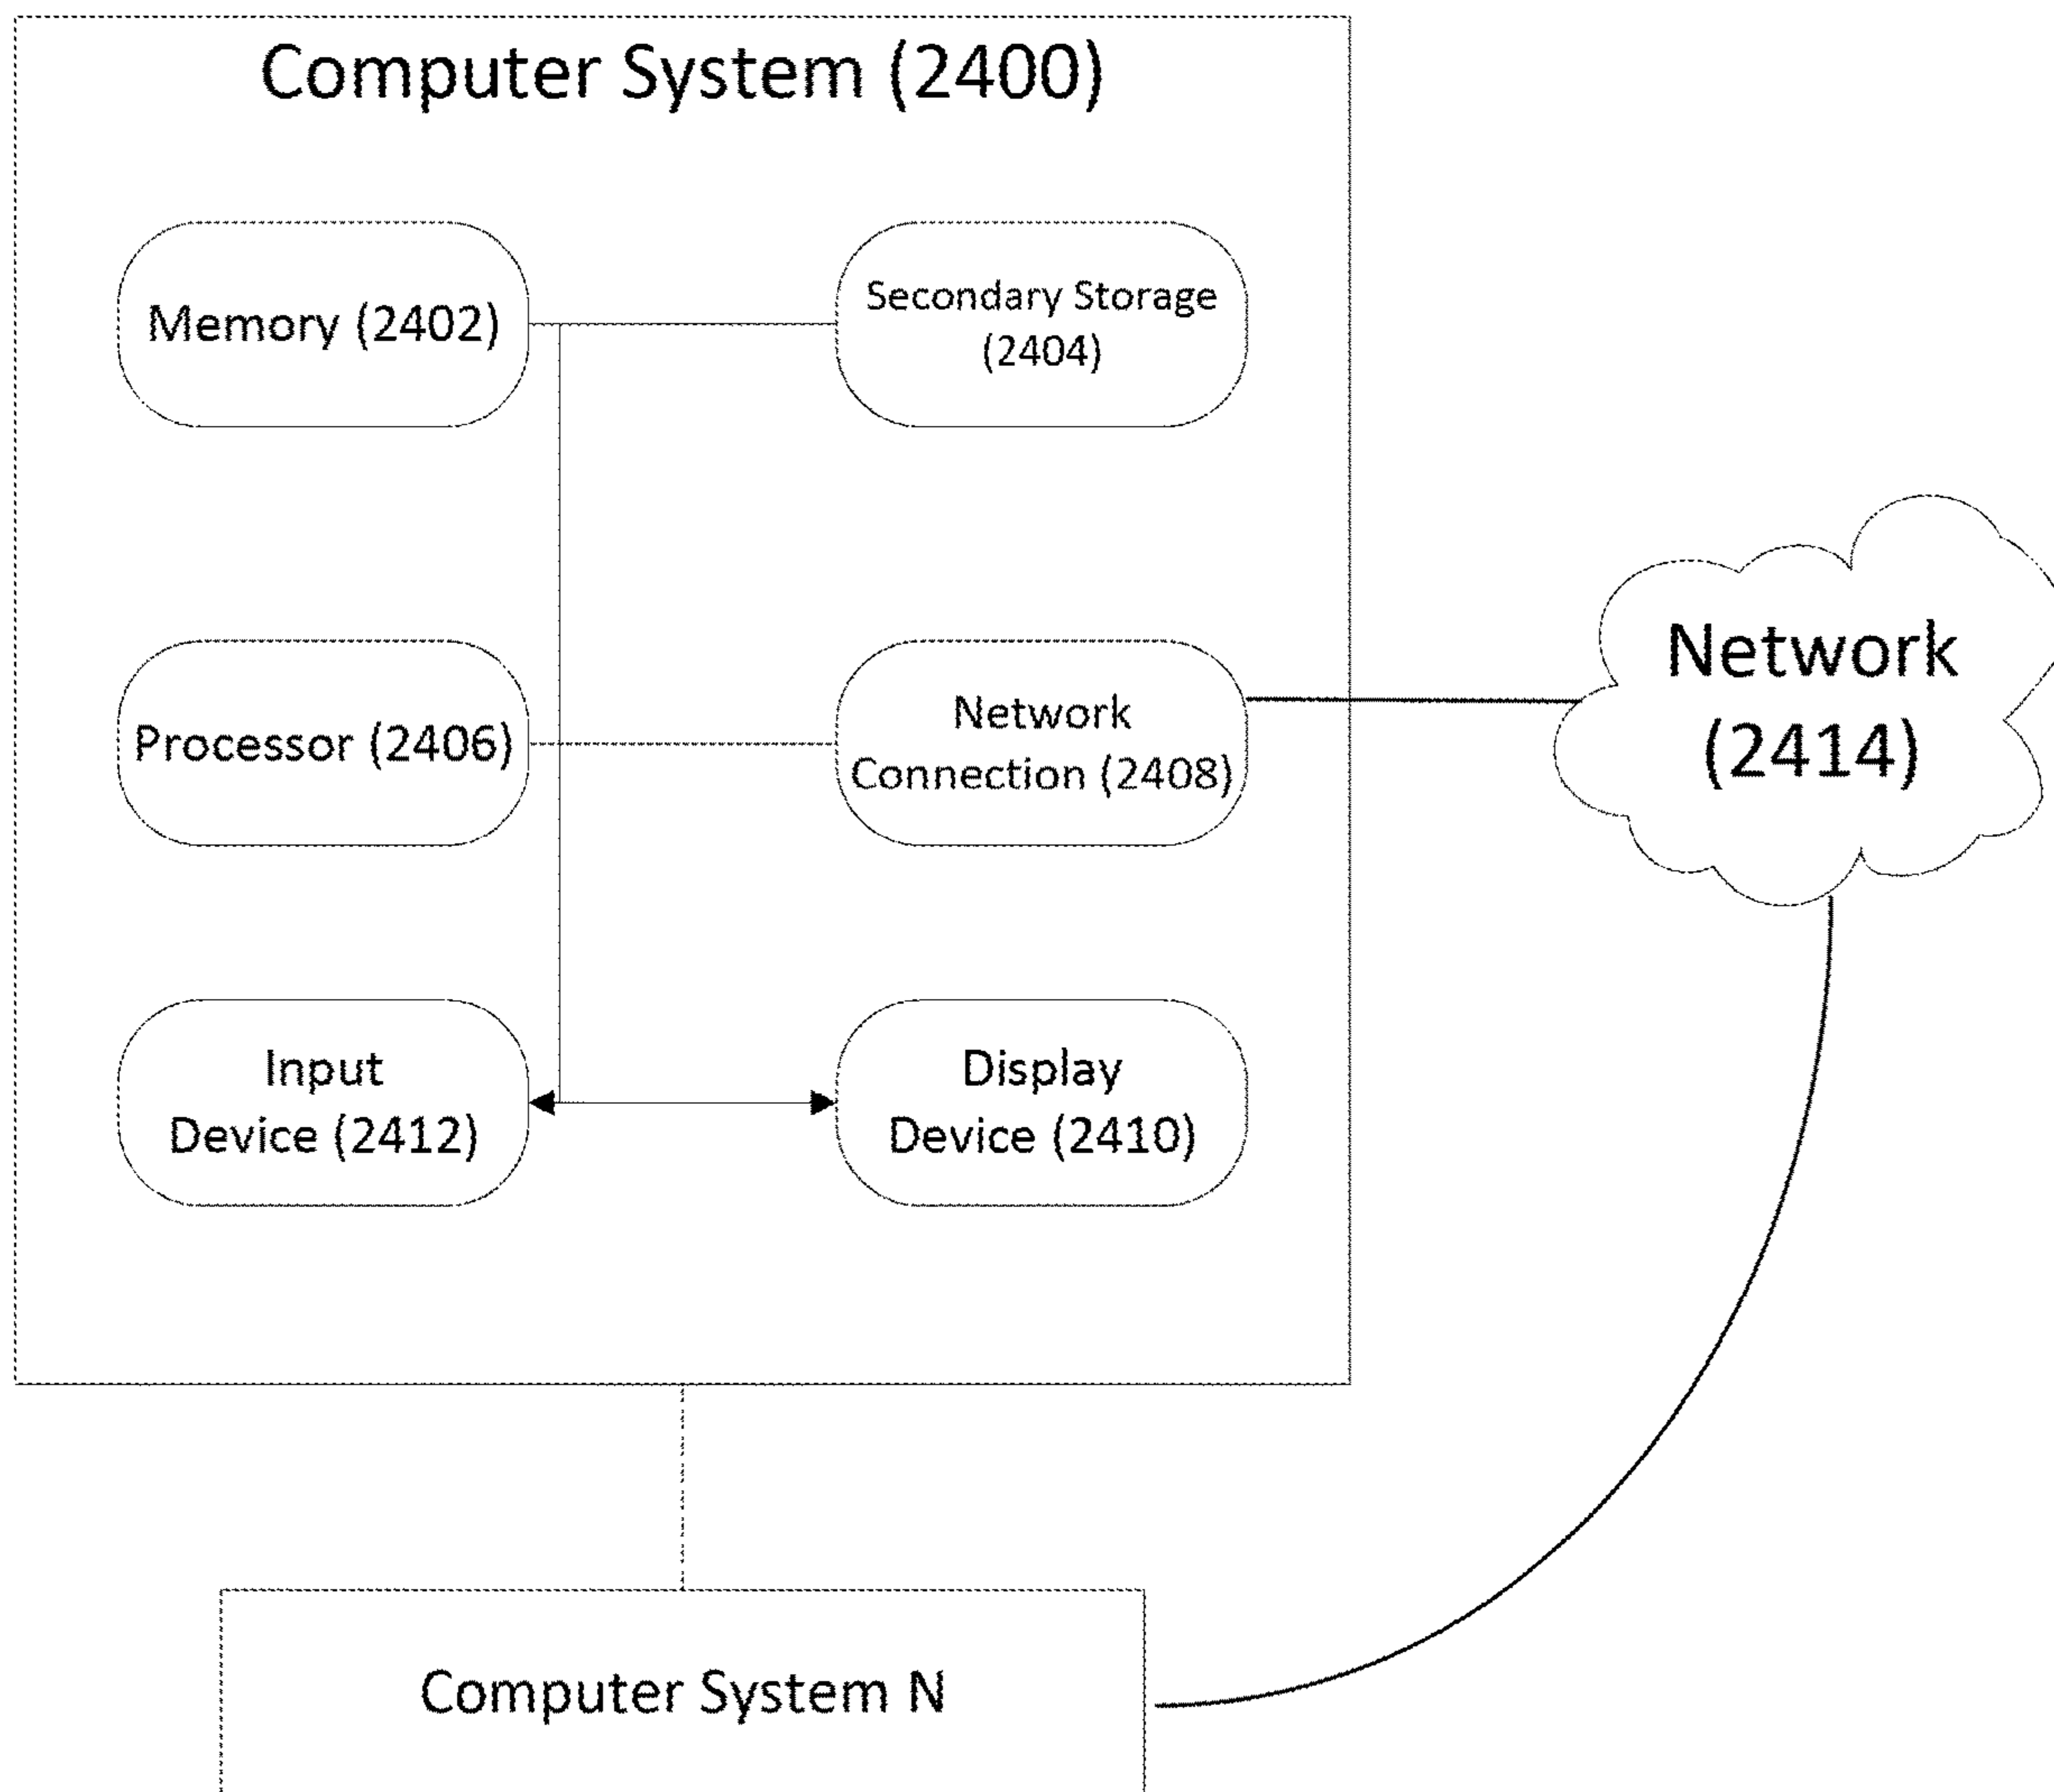 Computer System (2400)
Memory (2402)
Secondary Storage
(2404)
Processor (2406)
Network
Connection (2408)
Network
(2414)
Input
Device (2412)
Display
Device (2410)
Computer System N